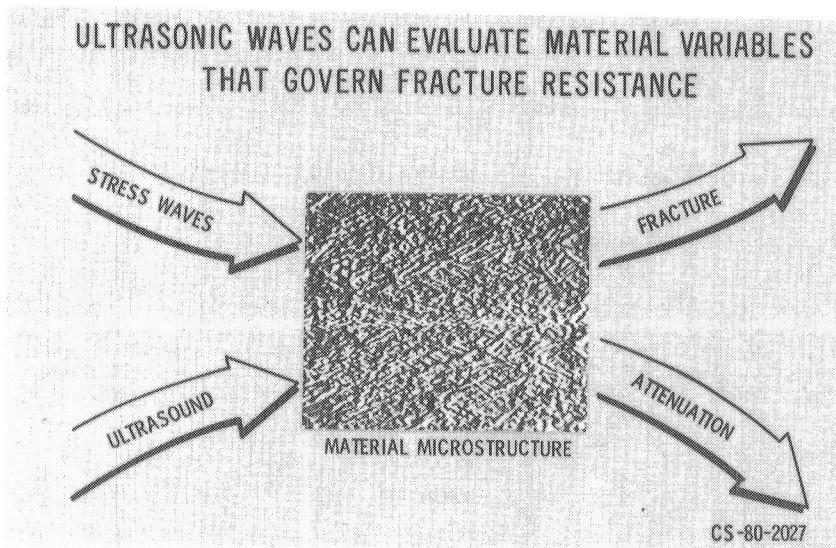 ULTRASONIC WAVES CAN EVALUATE MATERIAL VARIABLES
THAT GOVERN FRACTURE RESISTANCE
STRESS WAVES
FRACTURE
ULTRASOUND
ATTENUATION
MATERIAL MICROSTRUCTURE
CS-80-2027